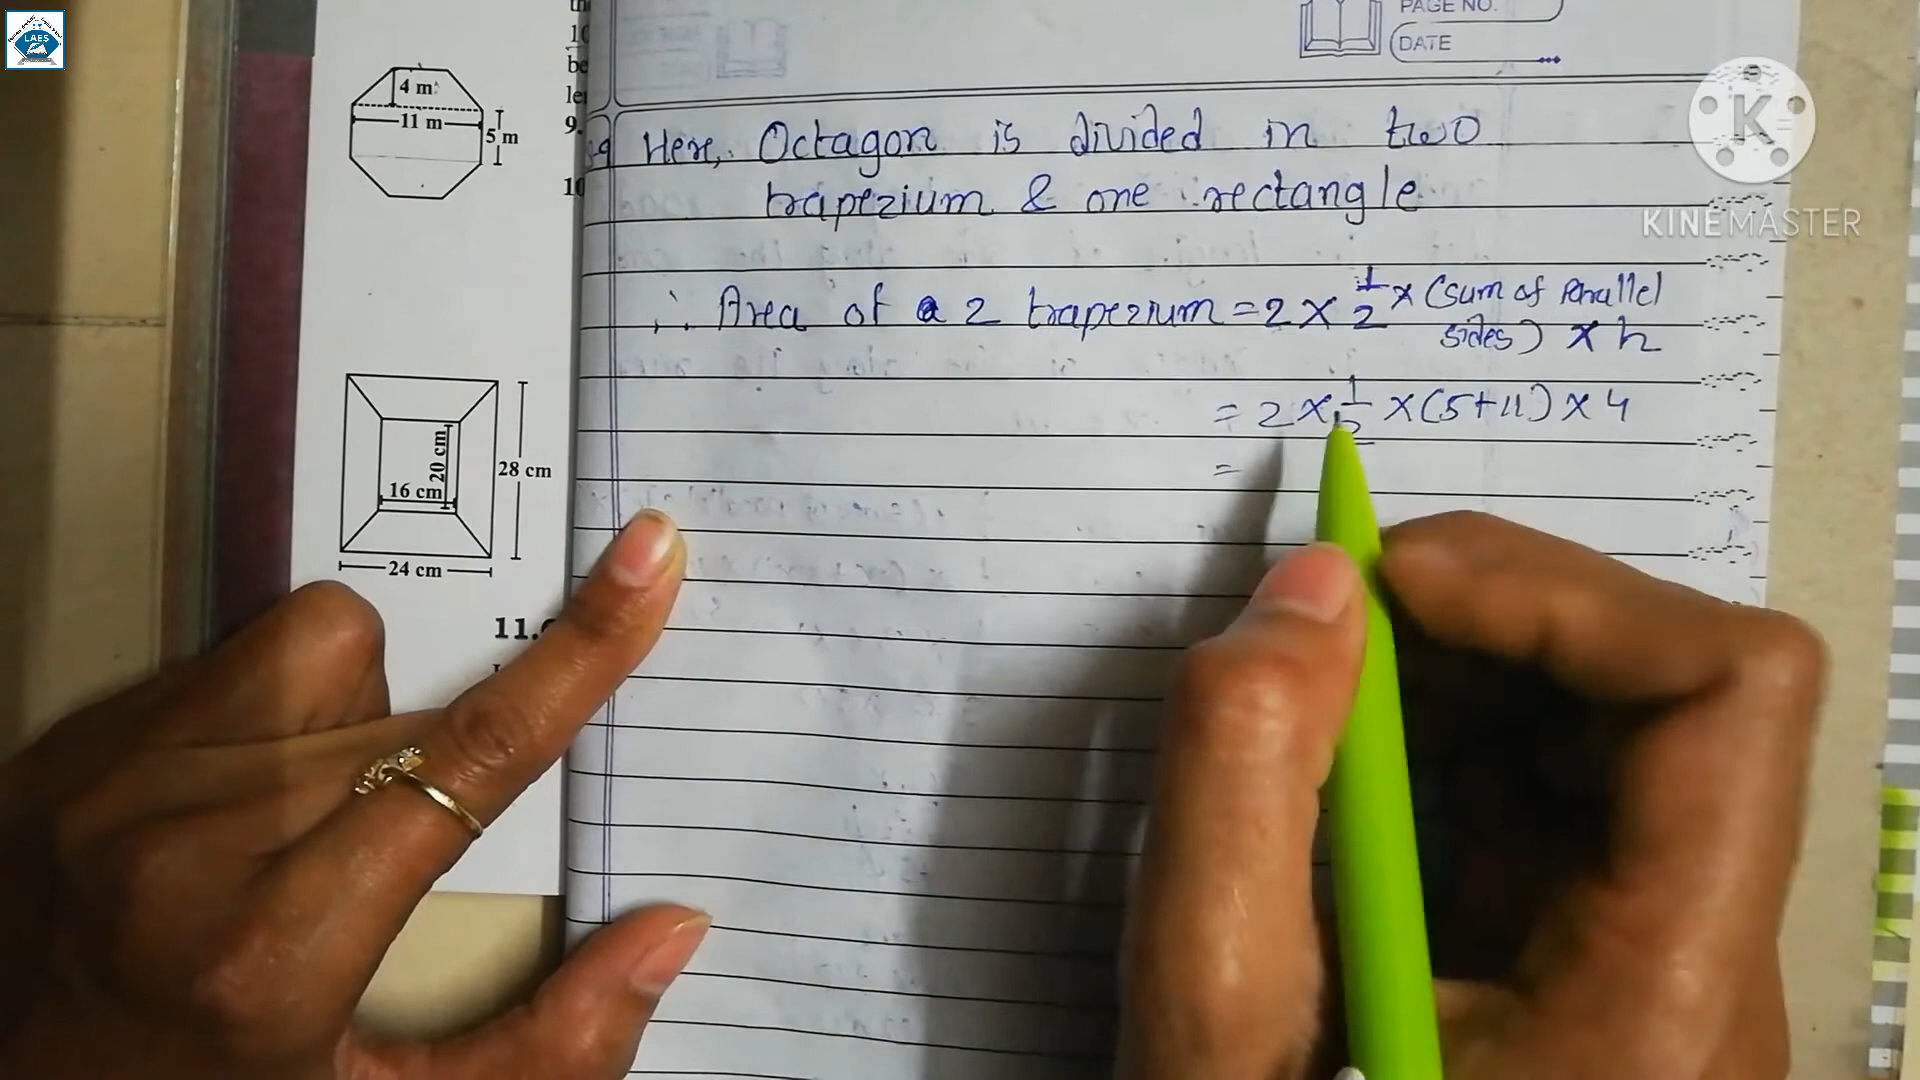 LAES
4 m
11 m
5 m
20 cm
16 cm
28 cm
24 cm
11.
be
9.
10
PAGE NO.
DATE
K
KINEMASTER
Here, Octagon is divided in two
trapezium & one rectangle
∴ Area of 2 trapezium = 2 × 1/2 × (sum of Parallel
sides) × h
= 2 × 1/2 × (5+11) × 4
=